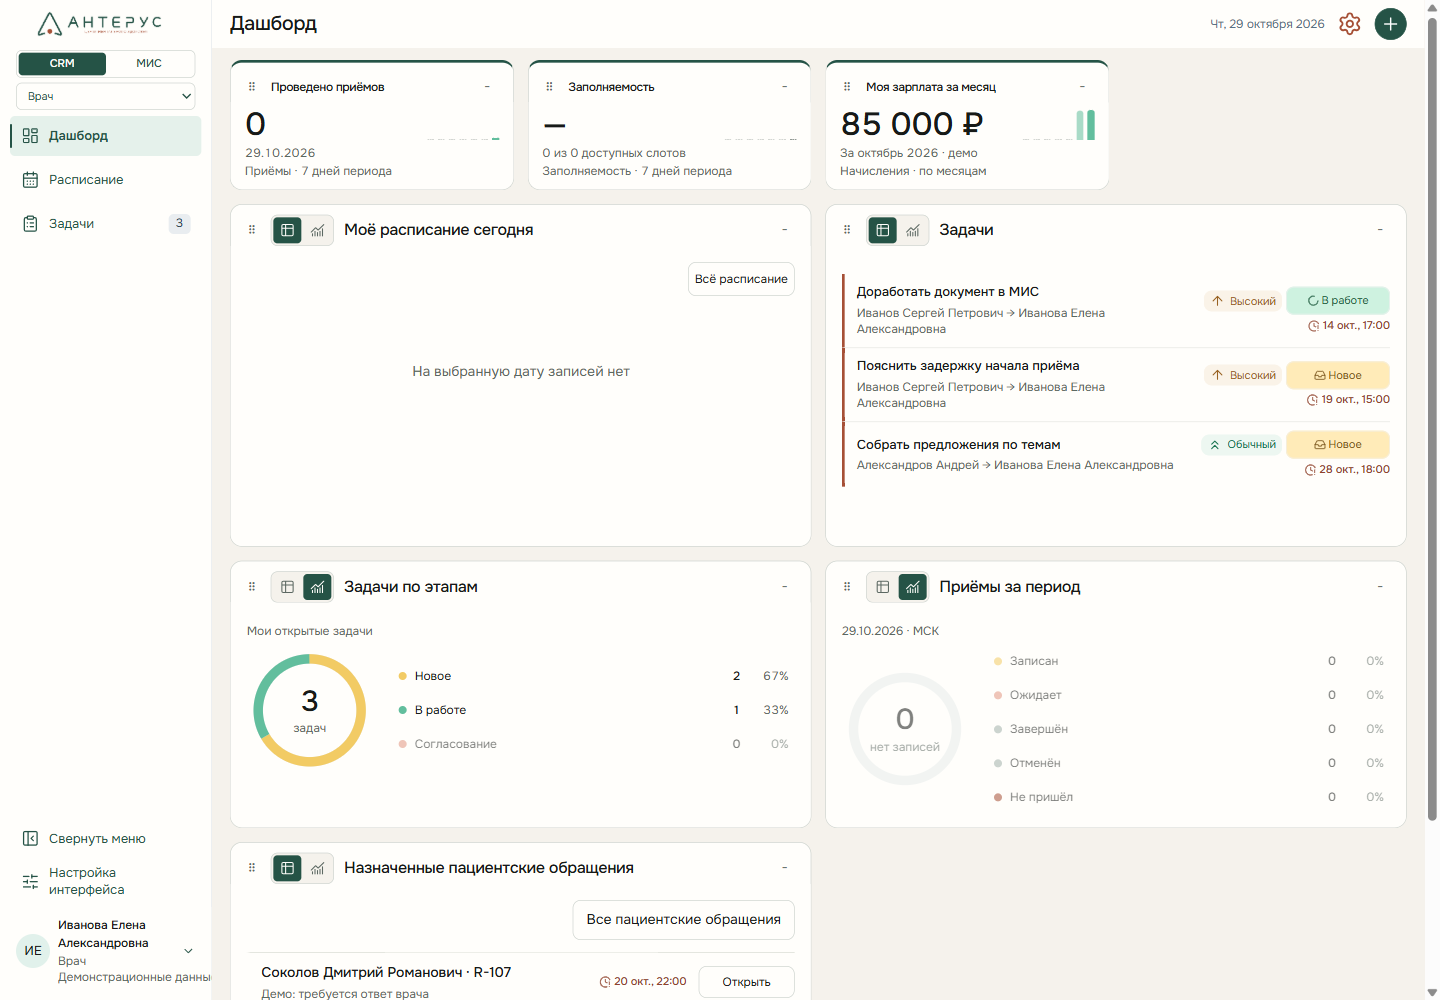 АНТЕРУС
CRM
МИС
Врач
Дашборд
Расписание
Задачи
3
Свернуть меню
Настройка
интерфейса
ИЕ
Иванова Елена
Александровна
Врач
Демонстрационные данны
Дашборд
Чт, 29 октября 2026
Проведено приёмов
-
0
29.10.2026
Приёмы · 7 дней периода
Заполняемость
-
—
0 из 0 доступных слотов
Заполняемость · 7 дней периода
Моя зарплата за месяц
-
85 000 ₽
За октябрь 2026 · демо
Начисления · по месяцам
Моё расписание сегодня
-
Всё расписание
На выбранную дату записей нет
Задачи
-
Доработать документ в МИС
Иванов Сергей Петрович → Иванова Елена
Александровна
Высокий
В работе
14 окт., 17:00
Пояснить задержку начала приёма
Иванов Сергей Петрович → Иванова Елена
Александровна
Высокий
Новое
19 окт., 15:00
Собрать предложения по темам
Александров Андрей → Иванова Елена Александровна
Обычный
Новое
28 окт., 18:00
Задачи по этапам
-
Мои открытые задачи
3
задач
Новое 2 67%
В работе 1 33%
Согласование 0 0%
Приёмы за период
-
29.10.2026 · МСК
0
нет записей
Записан 0 0%
Ожидает 0 0%
Завершён 0 0%
Отменён 0 0%
Не пришёл 0 0%
Назначенные пациентские обращения
-
Все пациентские обращения
Соколов Дмитрий Романович · R-107
Демо: требуется ответ врача
20 окт., 22:00
Открыть